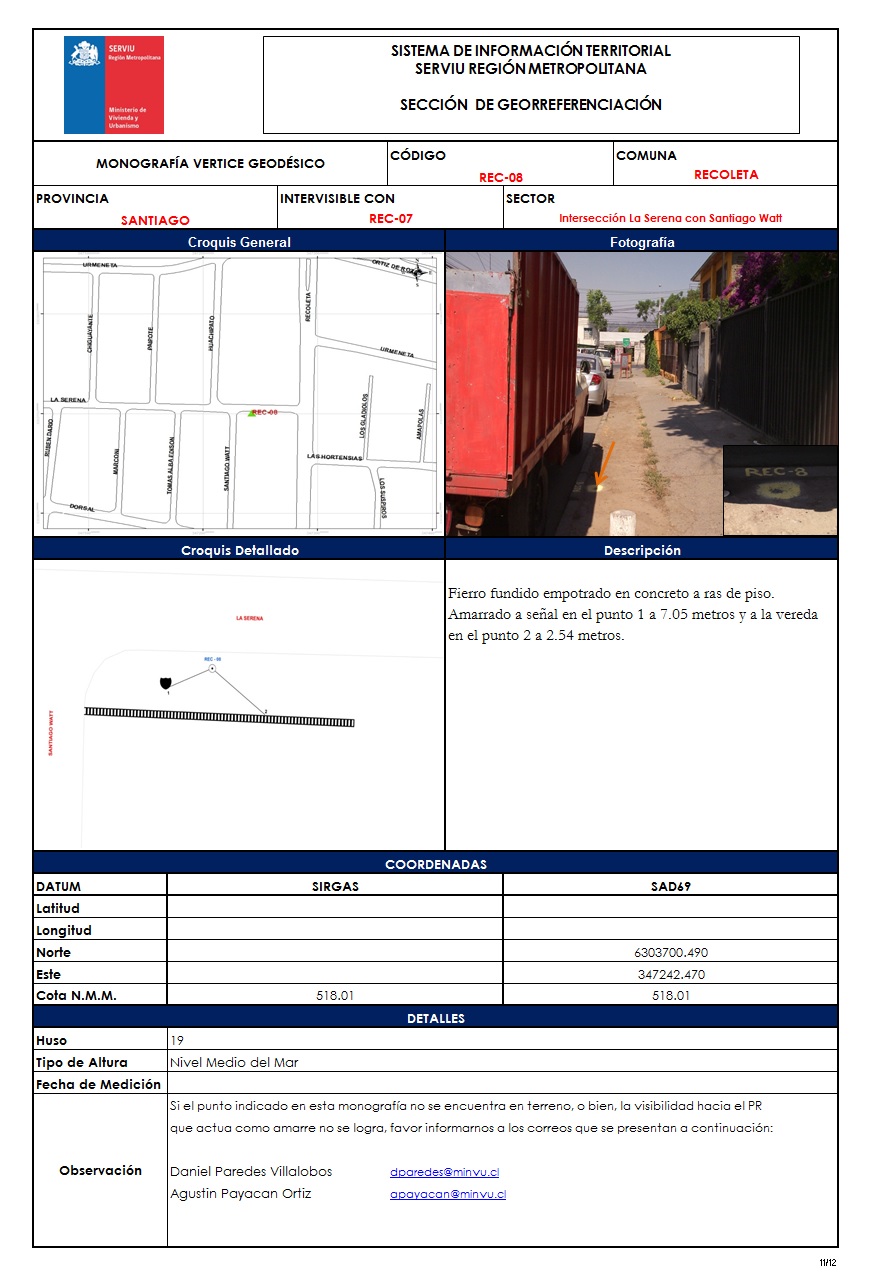 SERVIU
Región Metropolitana
Ministerio de
Vivienda y
Urbanismo
SISTEMA DE INFORMACIÓN TERRITORIAL
SERVIU REGIÓN METROPOLITANA
SECCIÓN DE GEORREFERENCIACIÓN
MONOGRAFÍA VERTICE GEODÉSICO
CÓDIGO
REC-08
COMUNA
RECOLETA
PROVINCIA
SANTIAGO
INTERVISIBLE CON
REC-07
SECTOR
Intersección La Serena con Santiago Watt
Croquis General
Fotografía
URMENETA
ORTIZ DE ROZAS
E
S
CHIGUAYANTE
PAIPOTE
HUACHIPATO
RECOLETA
URMENETA
LA SERENA
REC-08
RUBEN DARIO
MARCONI
TOMAS ALBA EDISON
SANTIAGO WATT
LAS HORTENSIAS
LOS GLADIOLOS
AMAPOLAS
LOS SUSPIROS
DORSAL
REC-8
Croquis Detallado
Descripción
LA SERENA
REC - 08
1
2
SANTIAGO WATT
Fierro fundido empotrado en concreto a ras de piso.
Amarrado a señal en el punto 1 a 7.05 metros y a la vereda
en el punto 2 a 2.54 metros.
COORDENADAS
DATUM SIRGAS SAD69
Latitud
Longitud
Norte 6303700.490
Este 347242.470
Cota N.M.M. 518.01 518.01
DETALLES
Huso 19
Tipo de Altura Nivel Medio del Mar
Fecha de Medición
Observación
Si el punto indicado en esta monografía no se encuentra en terreno, o bien, la visibilidad hacia el PR
que actua como amarre no se logra, favor informarnos a los correos que se presentan a continuación:
Daniel Paredes Villalobos dparedes@minvu.cl
Agustin Payacan Ortiz apayacan@minvu.cl
11/12